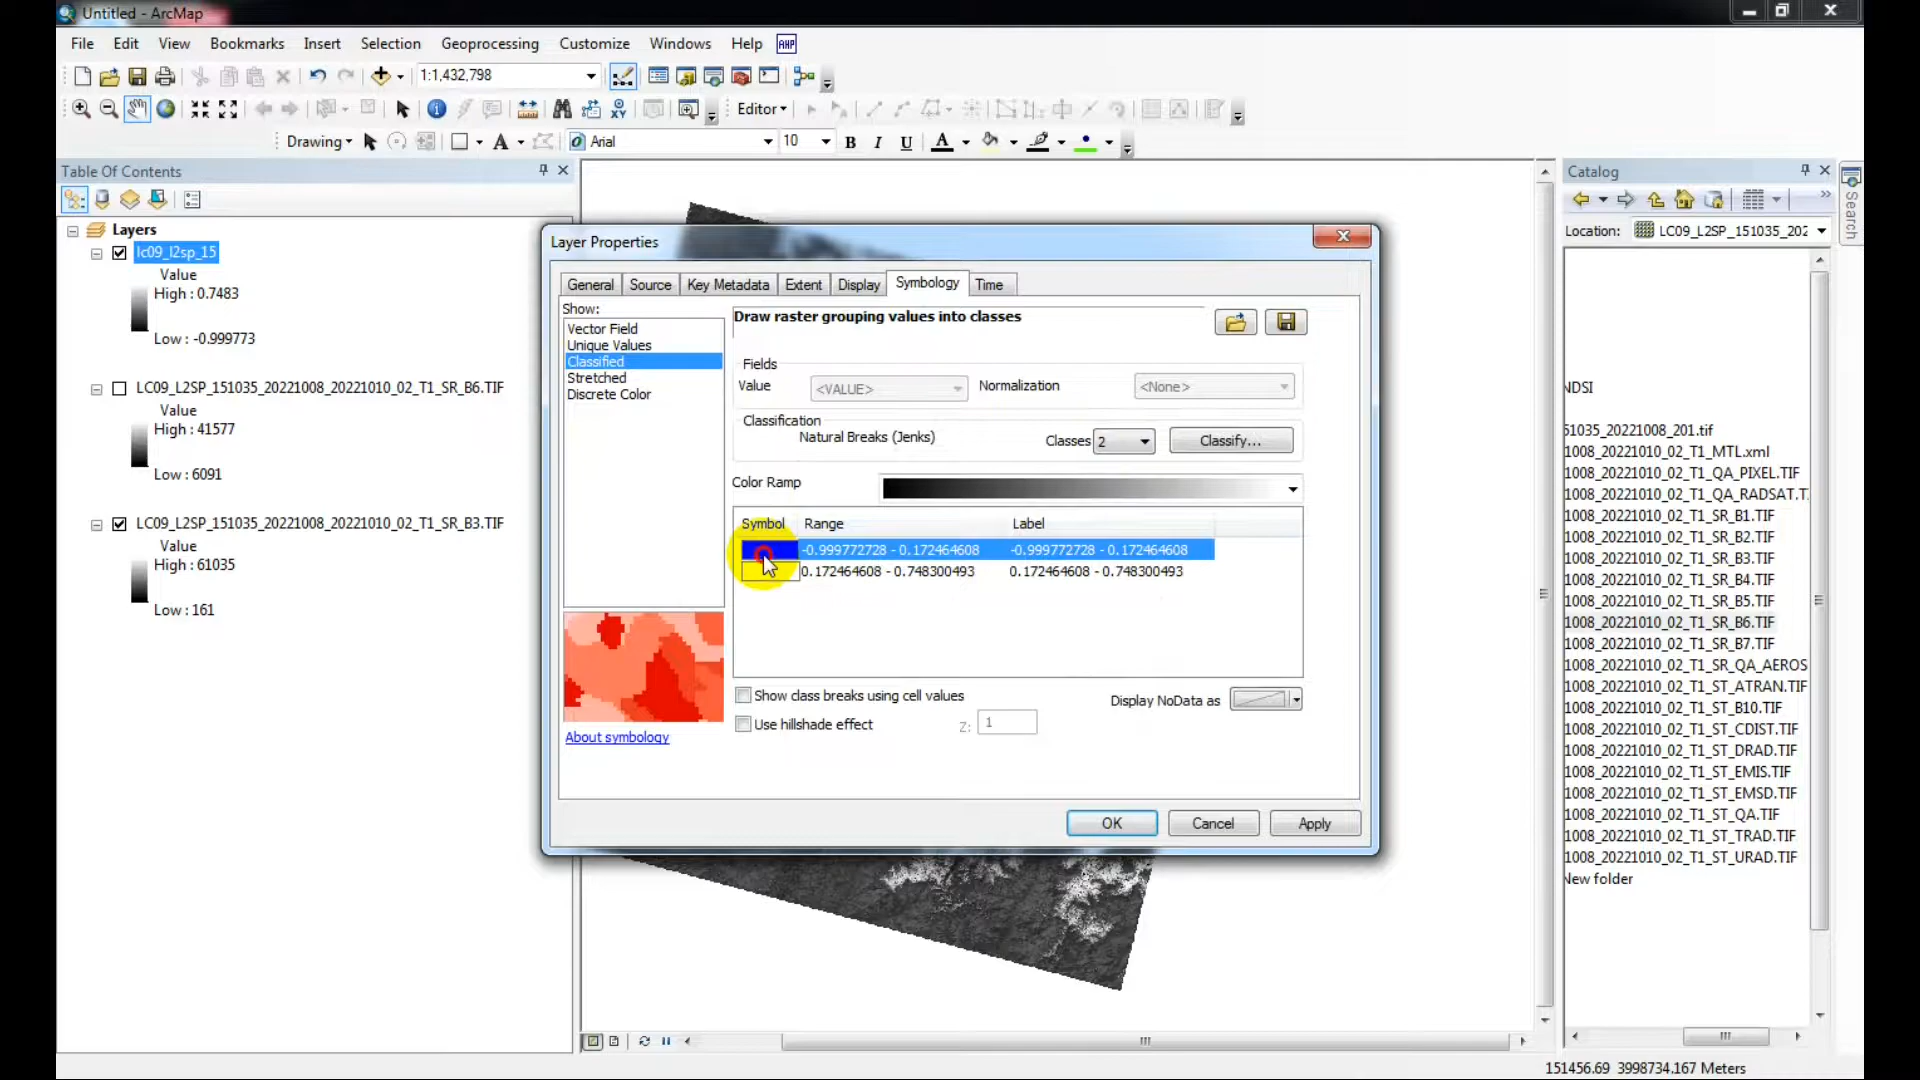 Untitled - ArcMap
File Edit View Bookmarks Insert Selection Geoprocessing Customize Windows Help AHP
1:1,432,798
Editor
Drawing Arial 10 B I U A
Table Of Contents
Layers
lc09_l2sp_15
Value
High : 0.7483
Low : -0.999773
LC09_L2SP_151035_20221008_20221010_02_T1_SR_B6.TIF
Value
High : 41577
Low : 6091
LC09_L2SP_151035_20221008_20221010_02_T1_SR_B3.TIF
Value
High : 61035
Low : 161
Layer Properties
General Source Key Metadata Extent Display Symbology Time
Show:
Vector Field
Unique Values
Classified
Stretched
Discrete Color
About symbology
Draw raster grouping values into classes
Fields
Value <VALUE> Normalization <None>
Classification
Natural Breaks (Jenks) Classes 2 Classify...
Color Ramp
Symbol Range Label
-0.999772728 - 0.172464608 -0.999772728 - 0.172464608
0.172464608 - 0.748300493 0.172464608 - 0.748300493
Show class breaks using cell values Display NoData as
Use hillshade effect Z: 1
OK Cancel Apply
Catalog
Search
Location: LC09_L2SP_151035_202
NDSI
51035_20221008_201.tif
1008_20221010_02_T1_MTL.xml
1008_20221010_02_T1_QA_PIXEL.TIF
1008_20221010_02_T1_QA_RADSAT.T
1008_20221010_02_T1_SR_B1.TIF
1008_20221010_02_T1_SR_B2.TIF
1008_20221010_02_T1_SR_B3.TIF
1008_20221010_02_T1_SR_B4.TIF
1008_20221010_02_T1_SR_B5.TIF
1008_20221010_02_T1_SR_B6.TIF
1008_20221010_02_T1_SR_B7.TIF
1008_20221010_02_T1_SR_QA_AEROS
1008_20221010_02_T1_ST_ATRAN.TIF
1008_20221010_02_T1_ST_B10.TIF
1008_20221010_02_T1_ST_CDIST.TIF
1008_20221010_02_T1_ST_DRAD.TIF
1008_20221010_02_T1_ST_EMIS.TIF
1008_20221010_02_T1_ST_EMSD.TIF
1008_20221010_02_T1_ST_QA.TIF
1008_20221010_02_T1_ST_TRAD.TIF
1008_20221010_02_T1_ST_URAD.TIF
New folder
151456.69 3998734.167 Meters